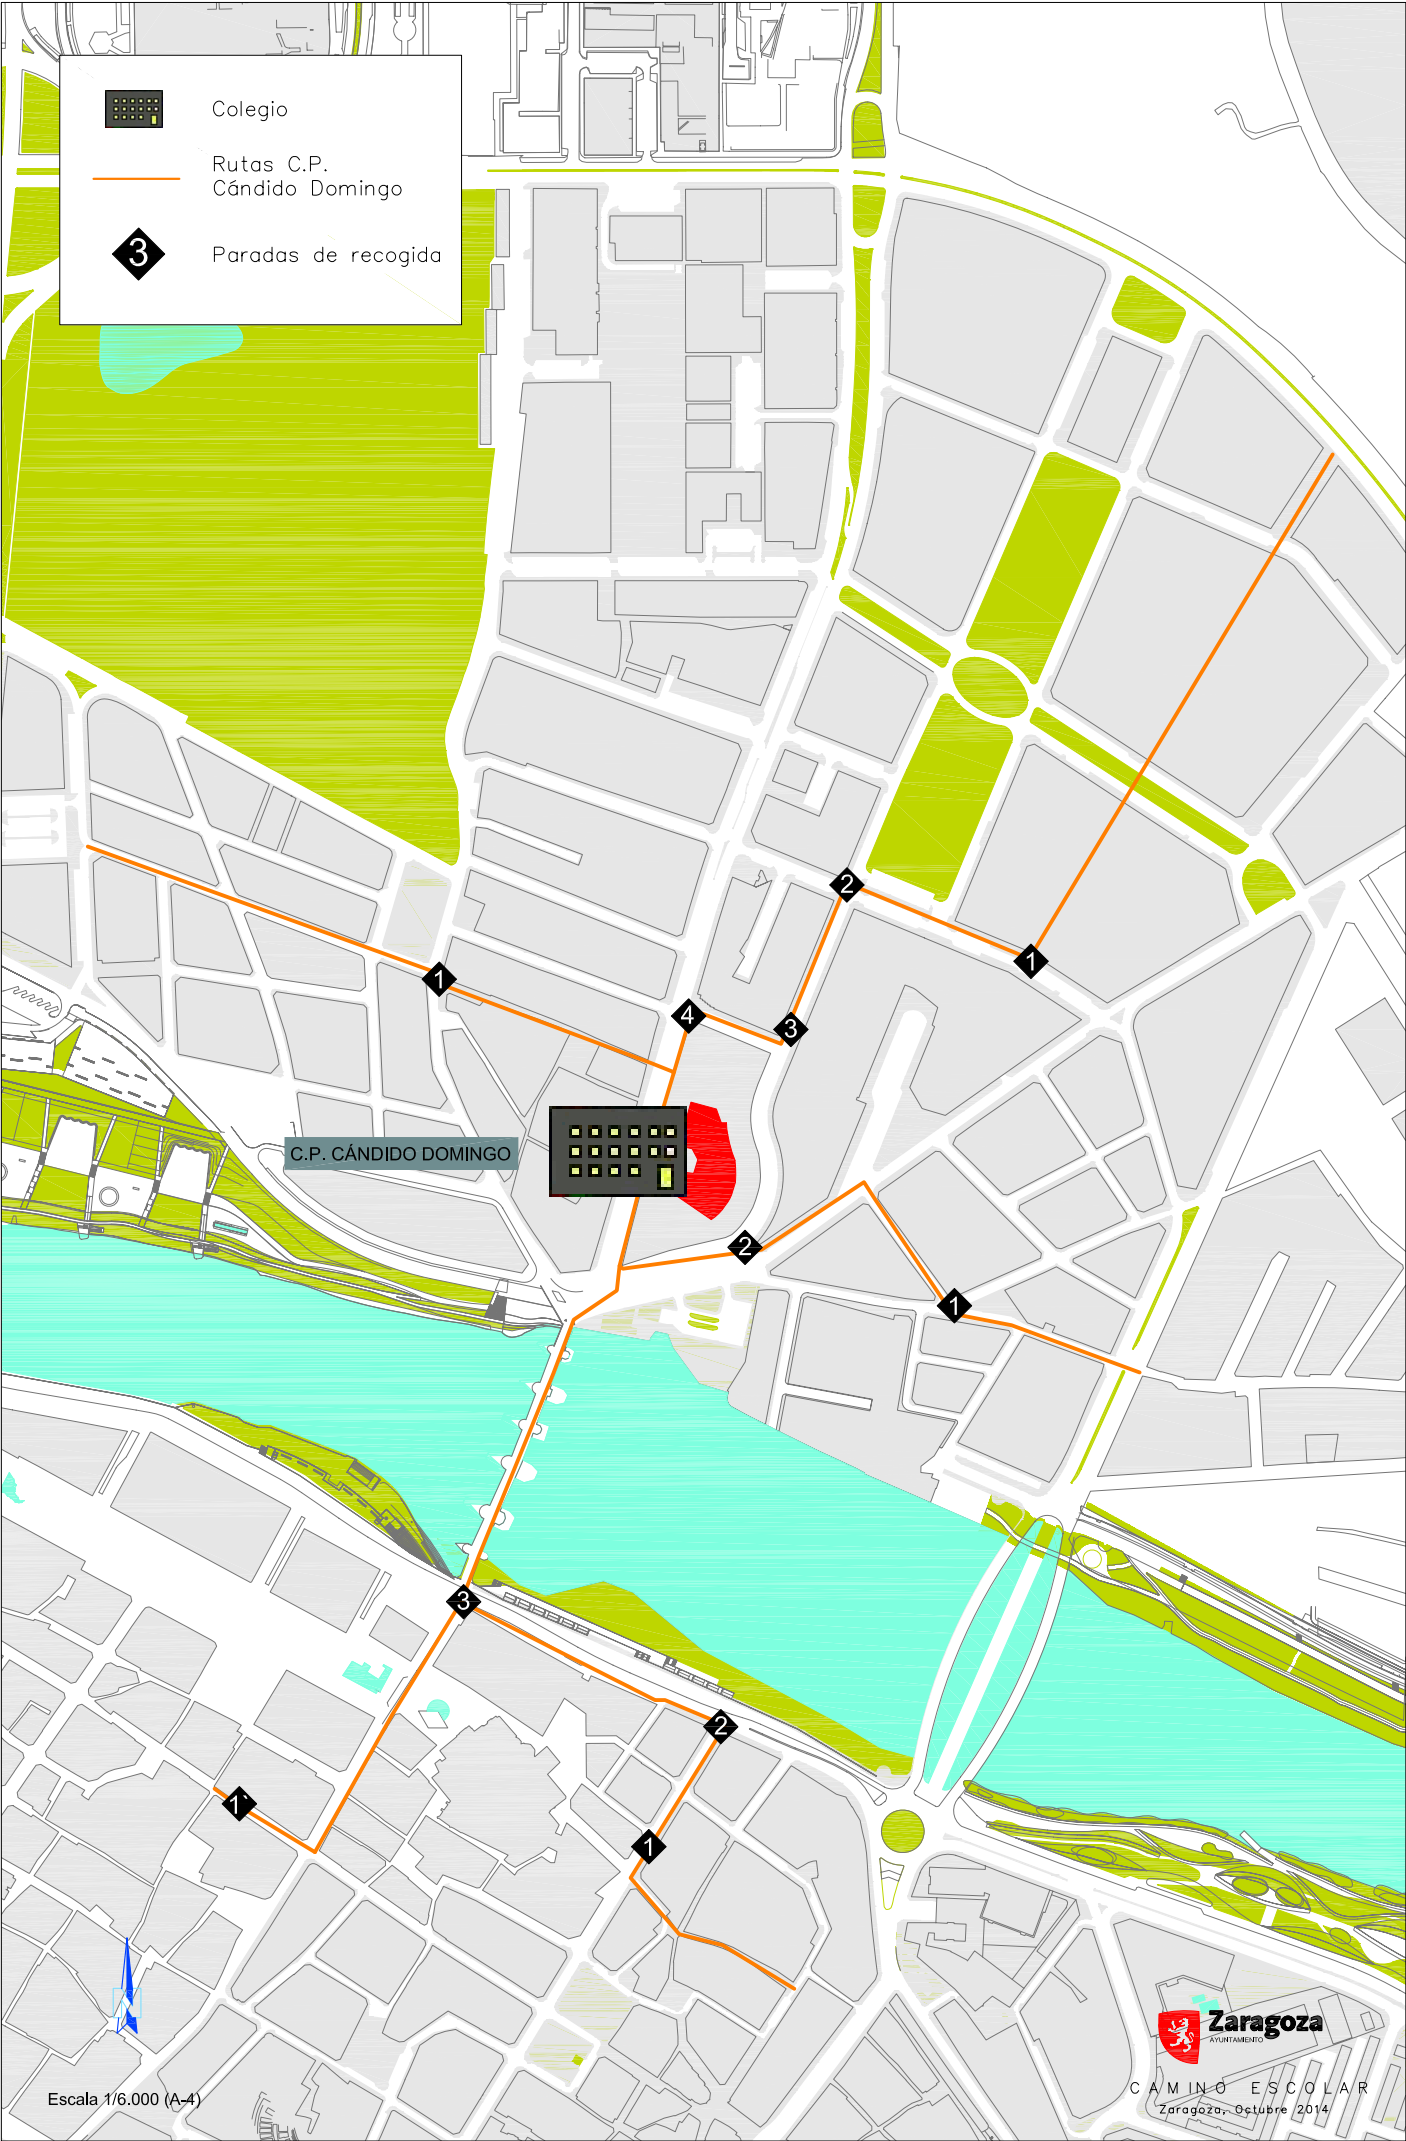 Colegio
Rutas C.P.
Cándido Domingo
3
Paradas de recogida
2
1
1
4
3
C.P. CÁNDIDO DOMINGO
2
1
3
2
1`
1
Zaragoza
AYUNTAMIENTO
CAMINO ESCOLAR
Zaragoza, Octubre 2014
Escala 1/6.000 (A-4)